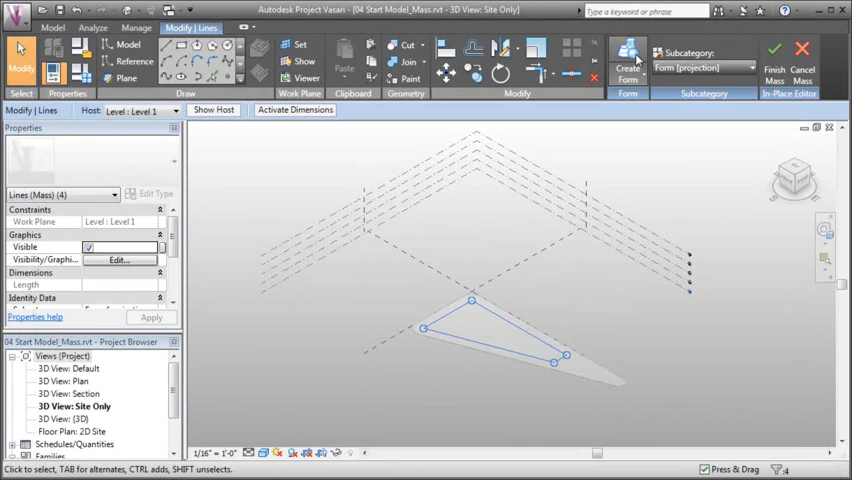 Autodesk Project Vasari
[04 Start Model_Mass.rvt - 3D View: Site Only]
Type a keyword or phrase
Model
Home
Analyze
Manage
Modify | Lines
Modify
Model
Reference
Plane
Set
Show
Viewer
Paste
Cut
Join
Paint
Create
Form
Subcategory:
Form [projection]
Finish
Mass
Cancel
Mass
Select
Properties
Draw
Work Plane
Clipboard
Geometry
Modify
Form
Subcategory
In-Place Editor
Modify | Lines
Host: Level : Level 1
Show Host
Activate Dimensions
Properties
Lines (Mass) (4)
Edit Type
Constraints
Work Plane
Level : Level 1
Graphics
Visible
Visibility/Graphi...
Edit...
Dimensions
Length
Identity Data
Properties help
Apply
04 Start Model_Mass.rvt - Project Browser
Views (Project)
3D View: Default
3D View: Plan
3D View: Section
3D View: Site Only
3D View: {3D}
Floor Plan: 2D Site
Schedules/Quantities
Families
1/16" = 1'-0"
Click to select, TAB for alternates, CTRL adds, SHIFT unselects.
Press & Drag
:4